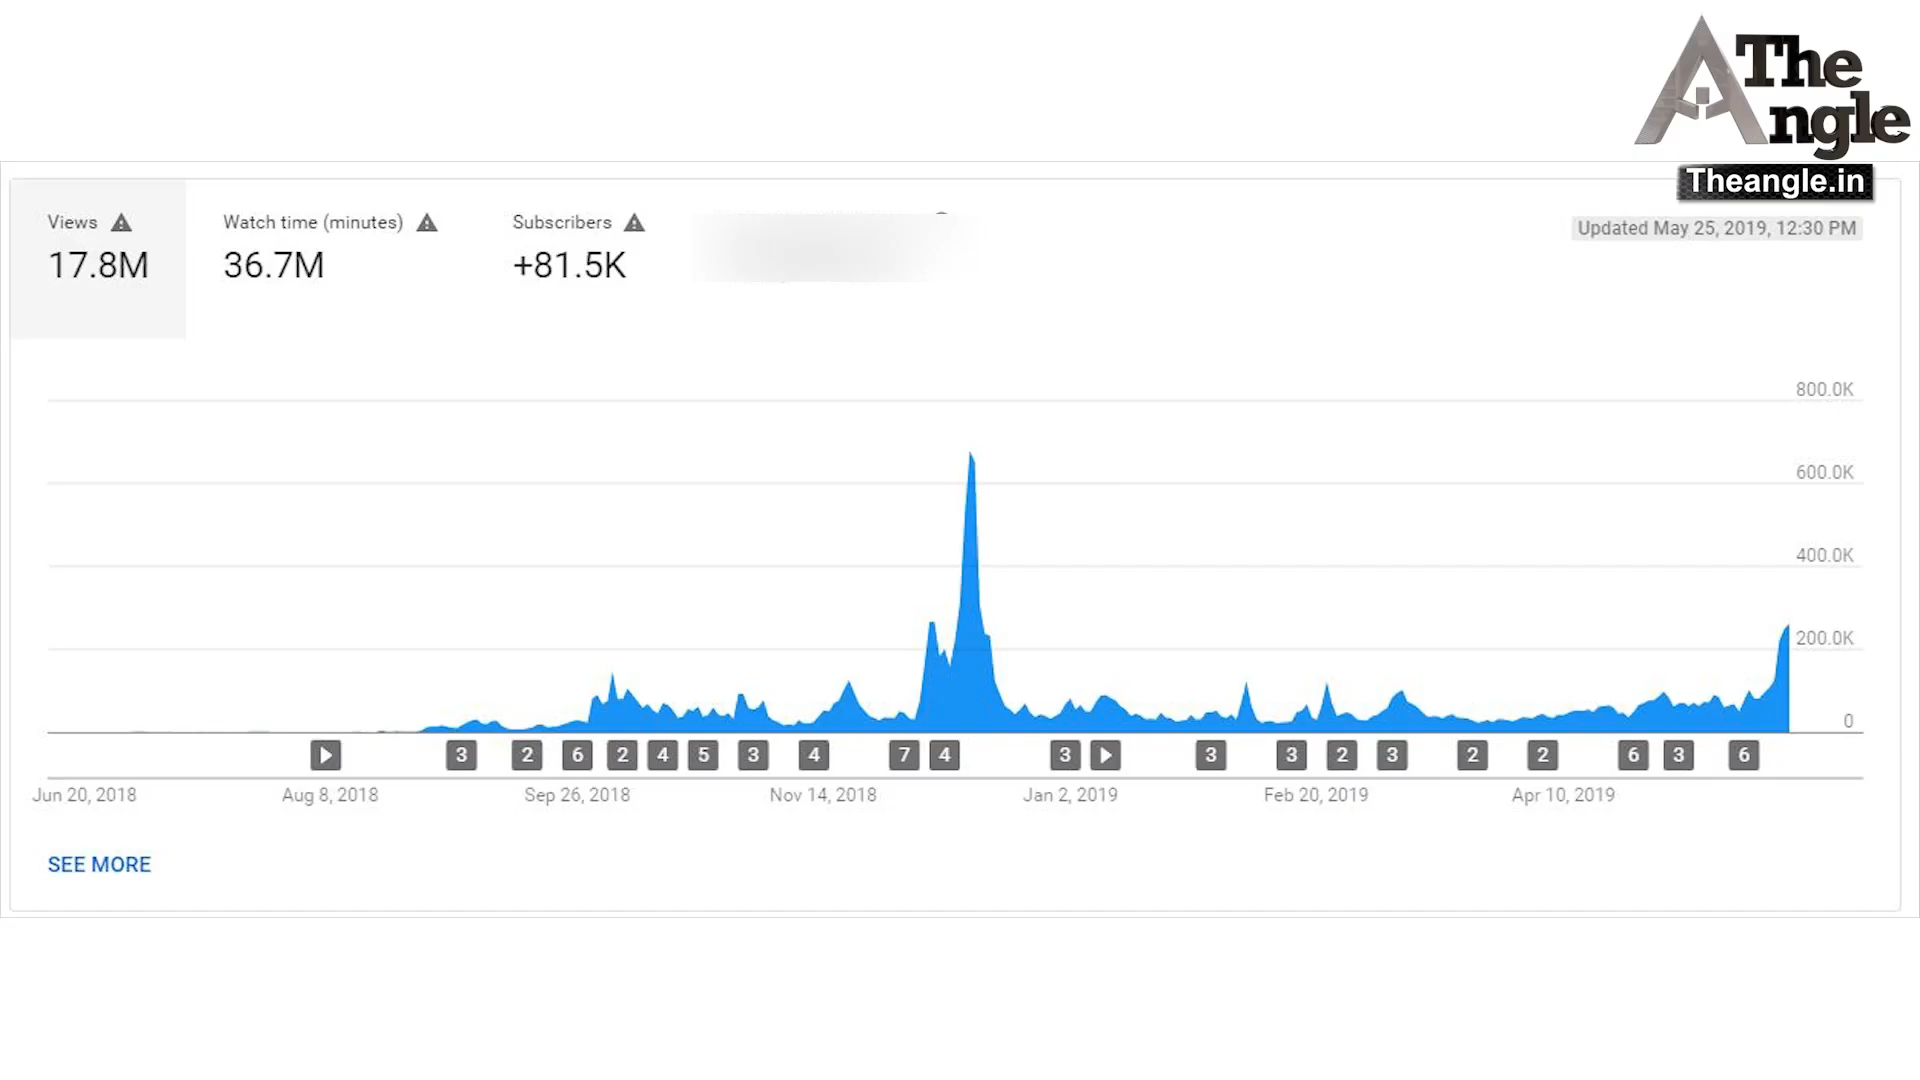 The
Angle
Theangle.in
Views
17.8M
Watch time (minutes)
36.7M
Subscribers
+81.5K
Updated May 25, 2019, 12:30 PM
800.0K
600.0K
400.0K
200.0K
0
3 2 6 2 4 5 3 4 7 4 3 3 3 2 3 2 2 6 3 6
Jun 20, 2018 Aug 8, 2018 Sep 26, 2018 Nov 14, 2018 Jan 2, 2019 Feb 20, 2019 Apr 10, 2019
SEE MORE